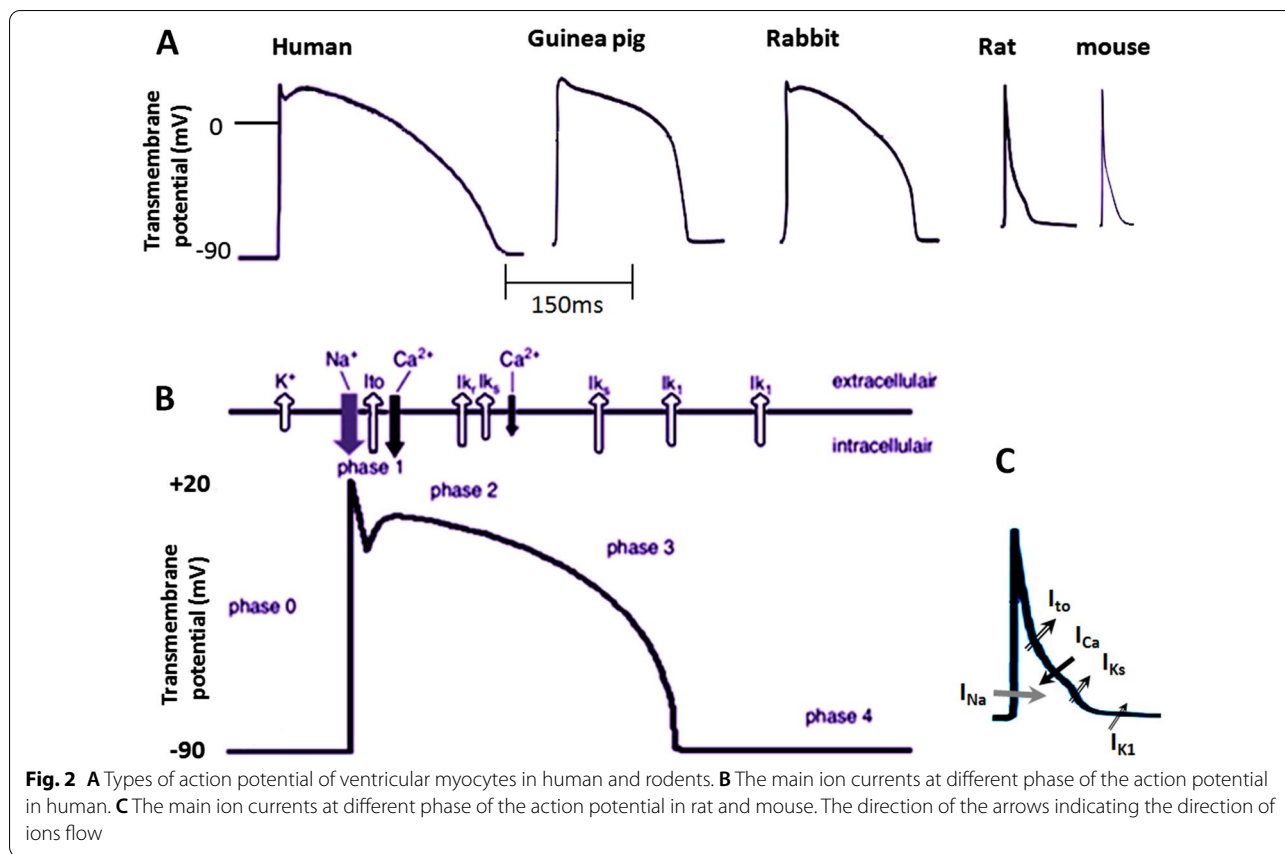 A
Human
Guinea pig
Rabbit
Rat
mouse
Transmembrane
potential (mV)
0
-90
150ms
B
K⁺
Na⁺
Ito
Ca²⁺
Ikᵣ
Ikₛ
Ca²⁺
Ikₛ
Ik₁
Ik₁
extracellulair
intracellulair
phase 1
+20
phase 2
phase 3
Transmembrane
potential (mV)
phase 0
-90
phase 4
C
Ito
ICa
IKs
INa
IK1
Fig. 2 A Types of action potential of ventricular myocytes in human and rodents. B The main ion currents at different phase of the action potential
in human. C The main ion currents at different phase of the action potential in rat and mouse. The direction of the arrows indicating the direction of
ions flow